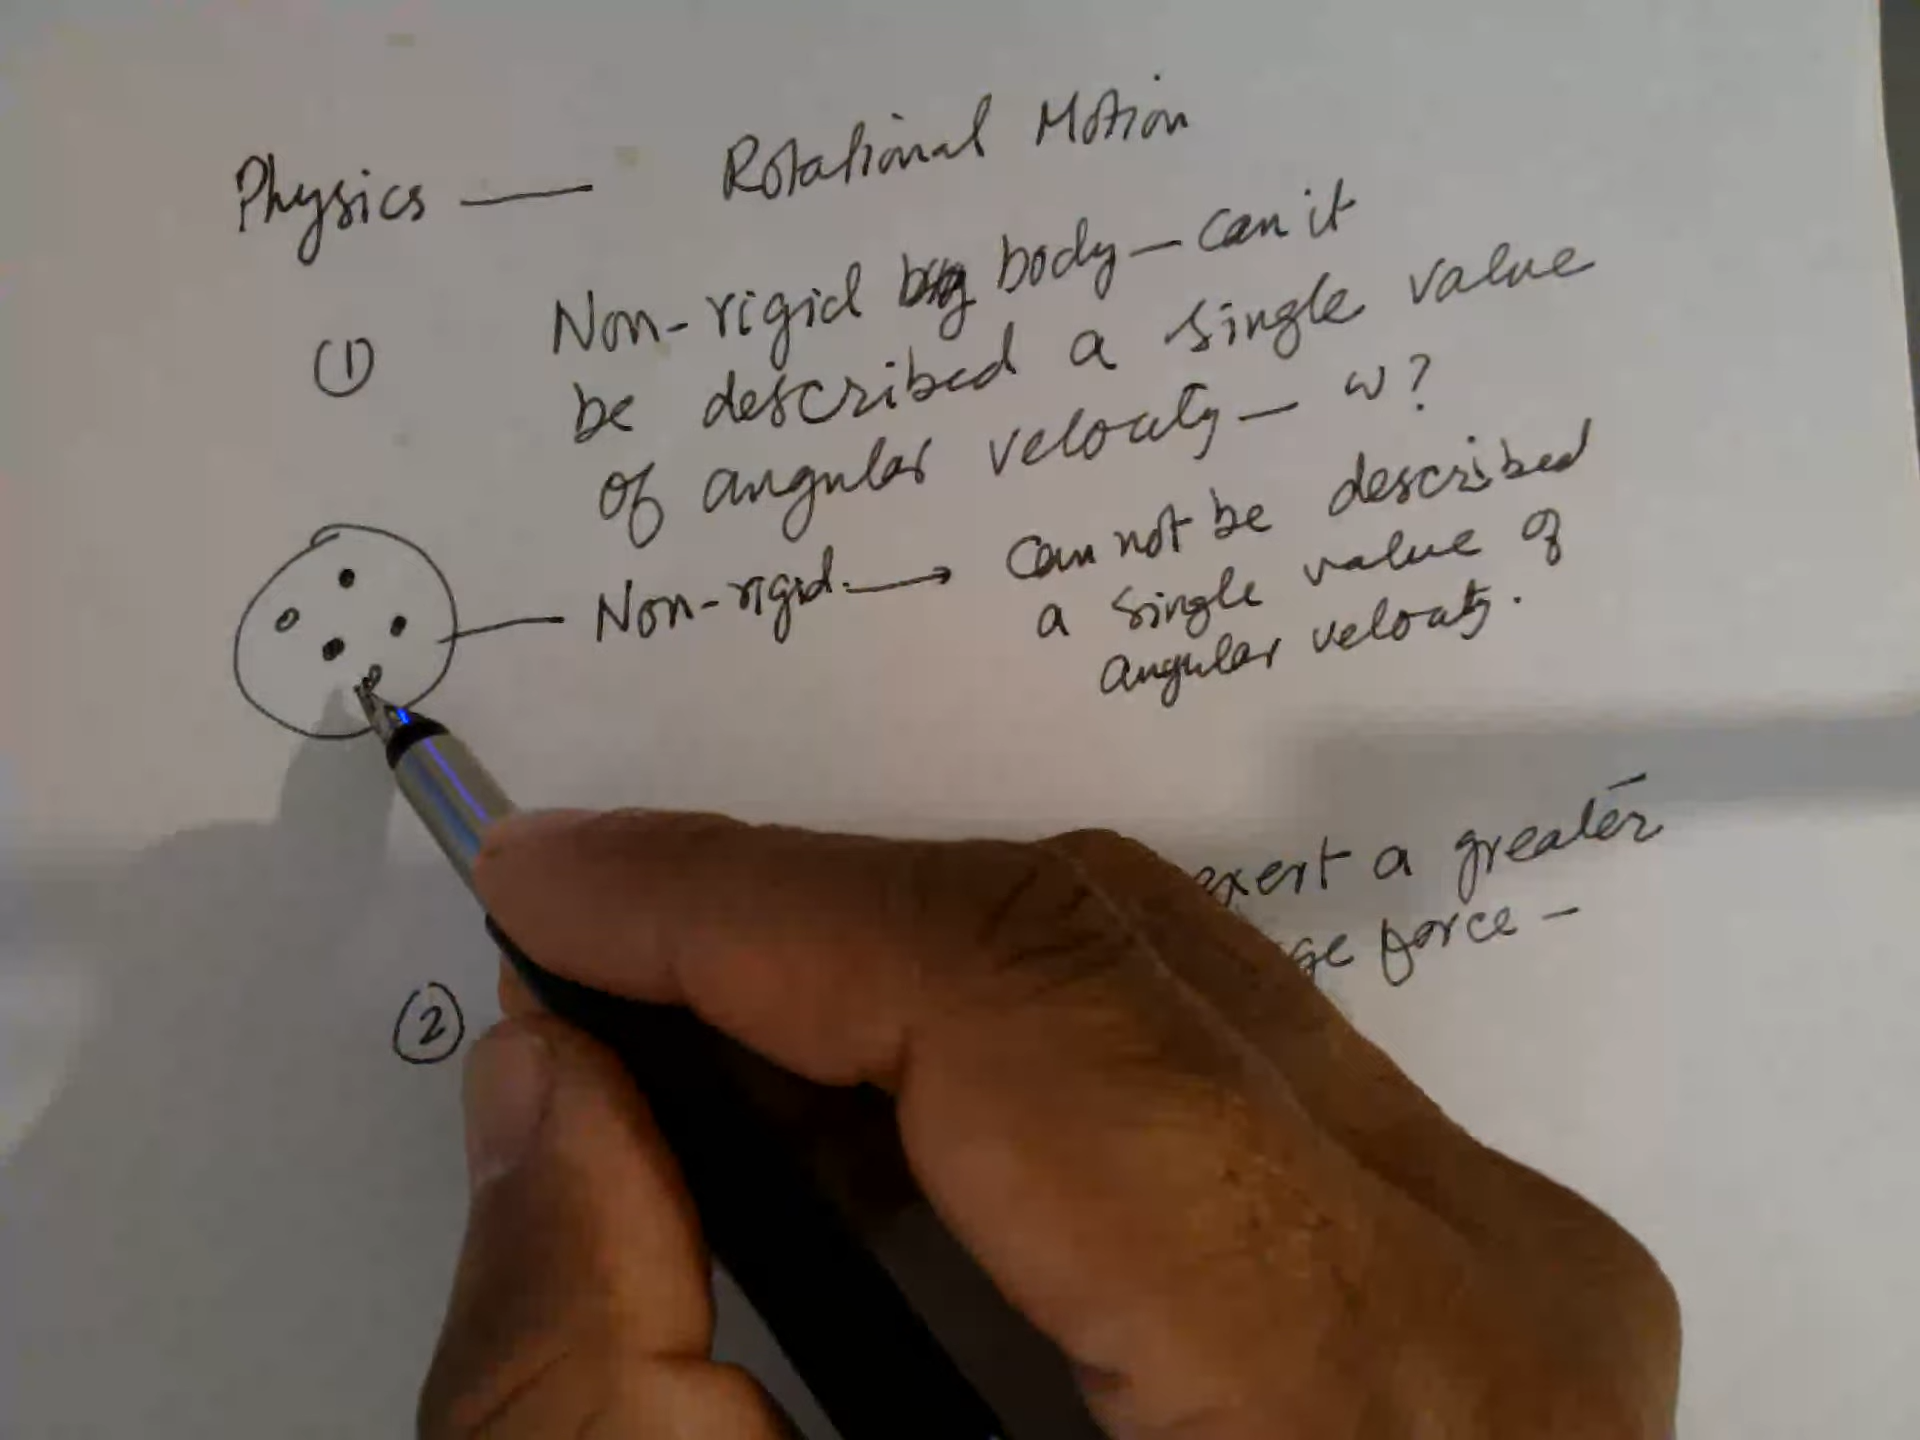 Physics — Rotational Motion
(1) Non-rigid body — can it
be described a single value
of angular velocity — ω?
Non-rigid. → Can not be described
a single value of
angular velocity.
exert a greater
force —
(2)